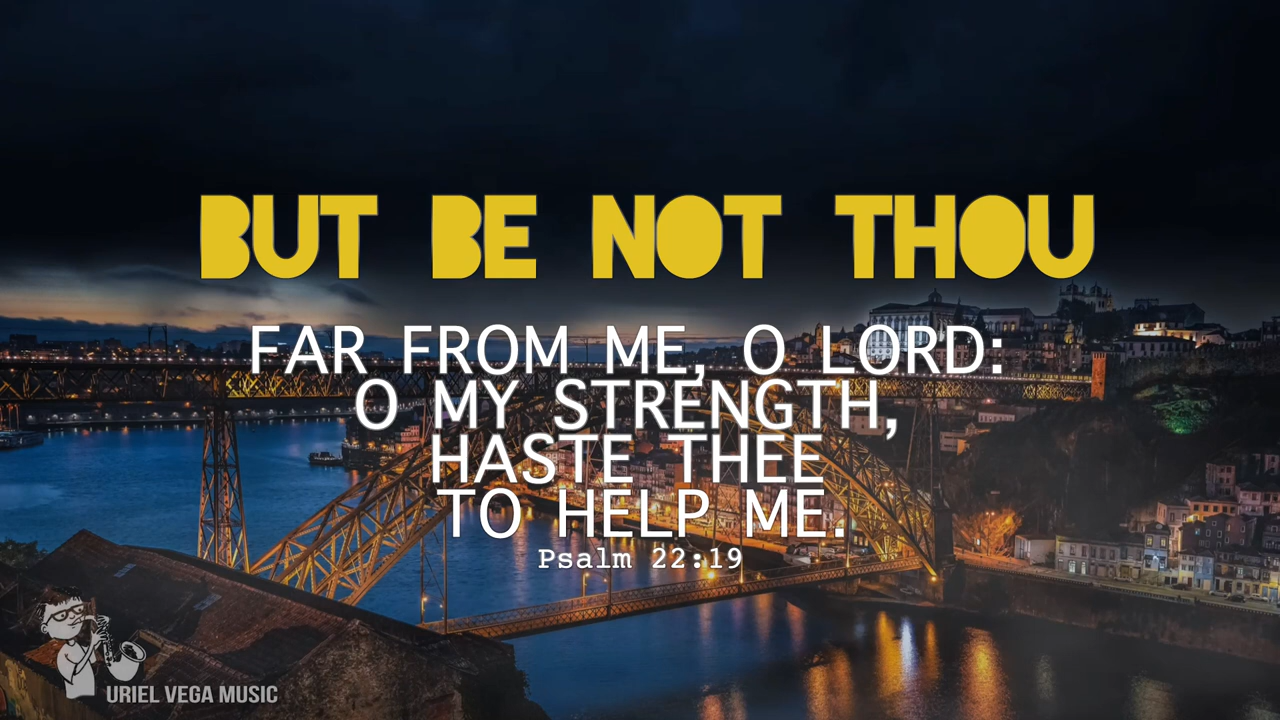 BUT BE NOT THOU
FAR FROM ME, O LORD:
O MY STRENGTH,
HASTE THEE
TO HELP ME.
Psalm 22:19
URIEL VEGA MUSIC